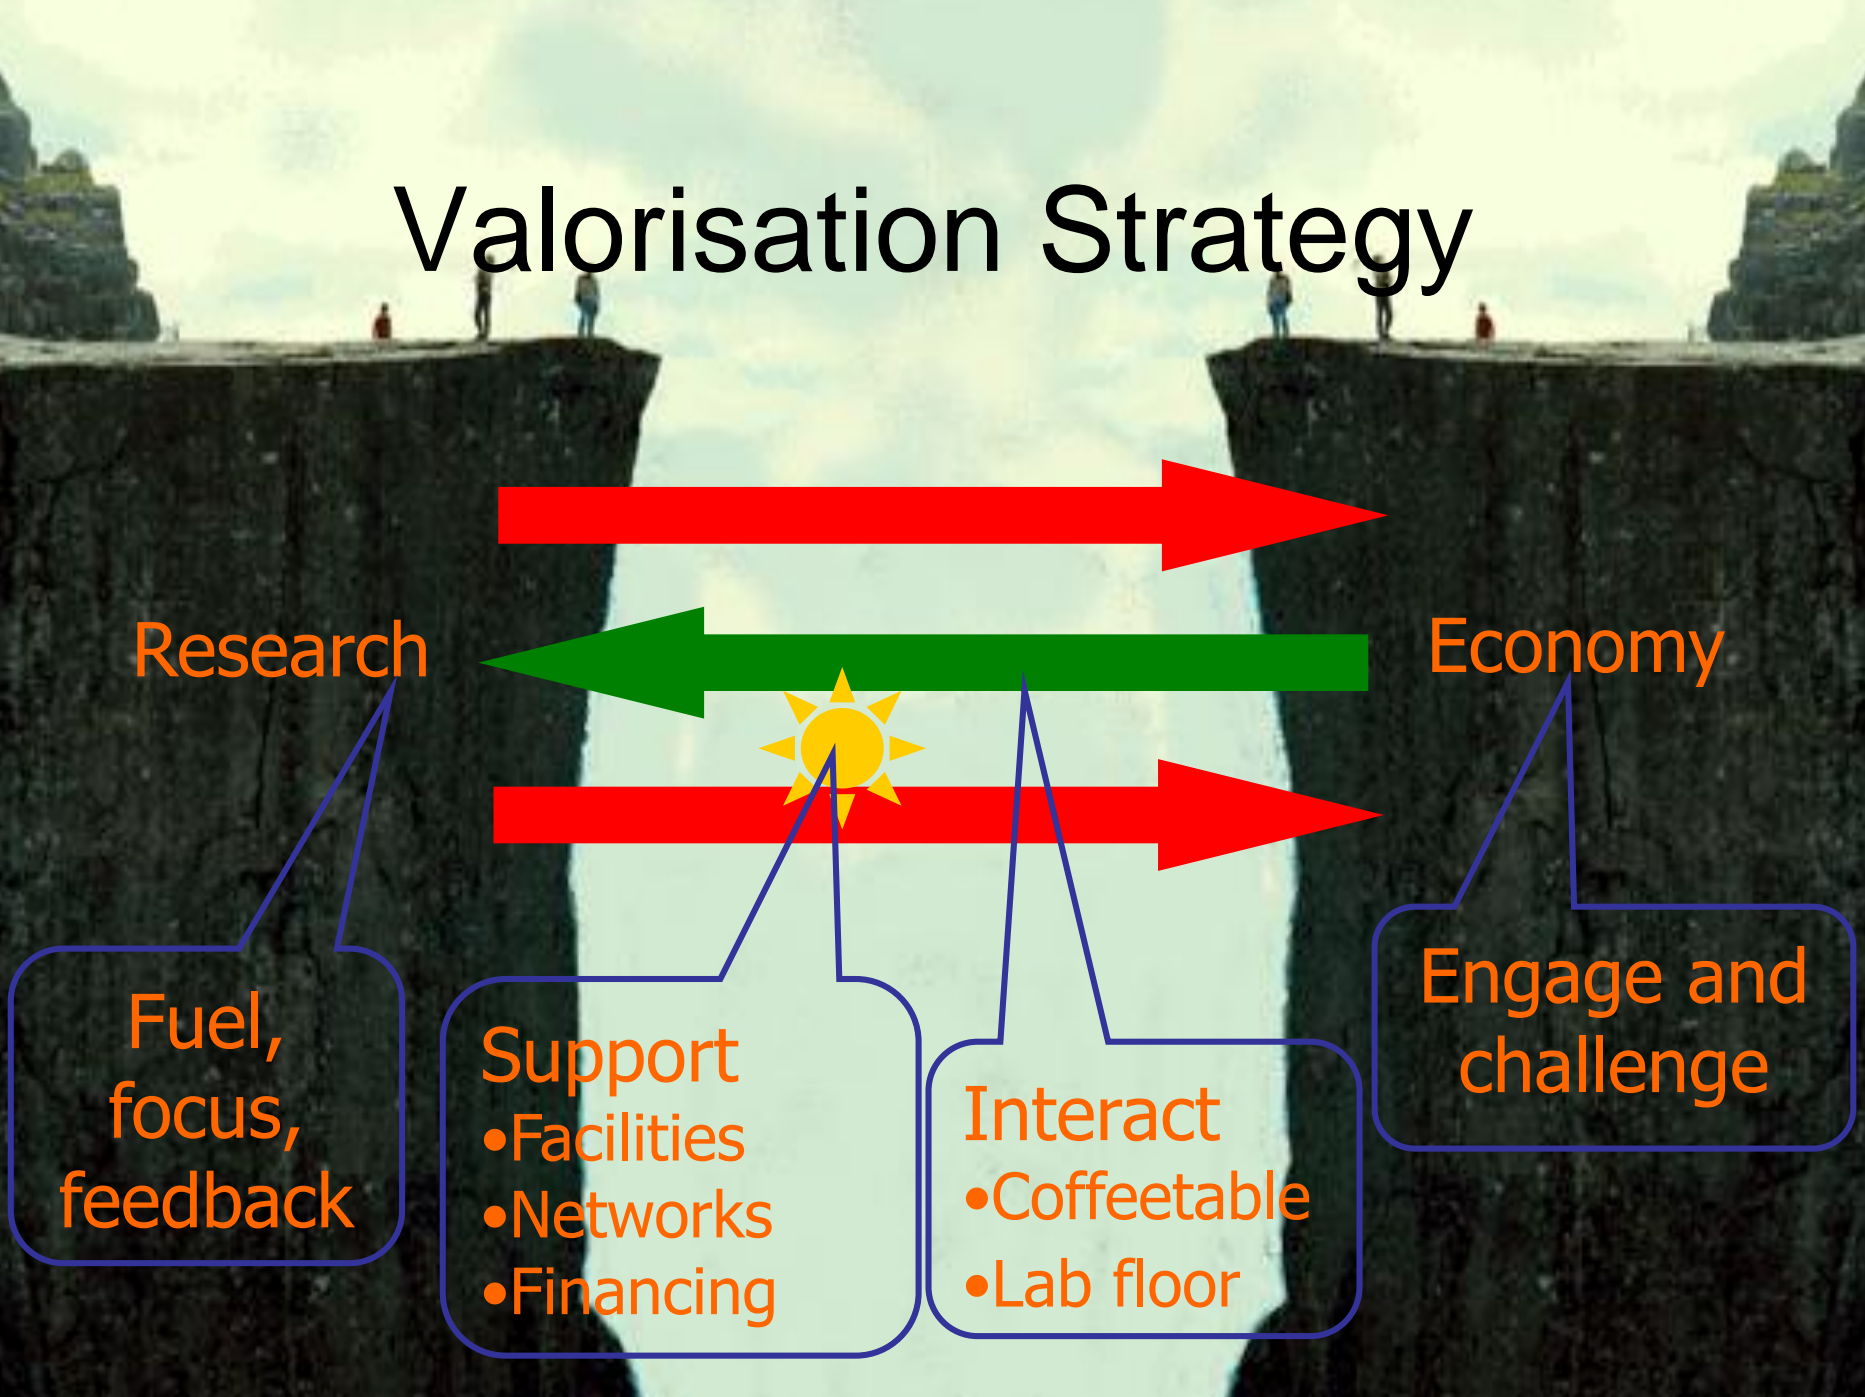 Valorisation Strategy
Research
Economy
Fuel,
focus,
feedback
Support
•Facilities
•Networks
•Financing
Interact
•Coffeetable
•Lab floor
Engage and
challenge